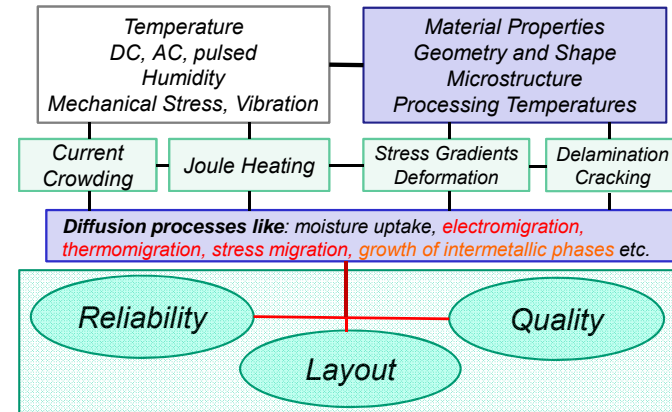 Temperature
DC, AC, pulsed
Humidity
Mechanical Stress, Vibration
Material Properties
Geometry and Shape
Microstructure
Processing Temperatures
Current
Crowding
Joule Heating
Stress Gradients
Deformation
Delamination
Cracking
Diffusion processes like: moisture uptake, electromigration,
thermomigration, stress migration, growth of intermetallic phases etc.
Reliability
Quality
Layout